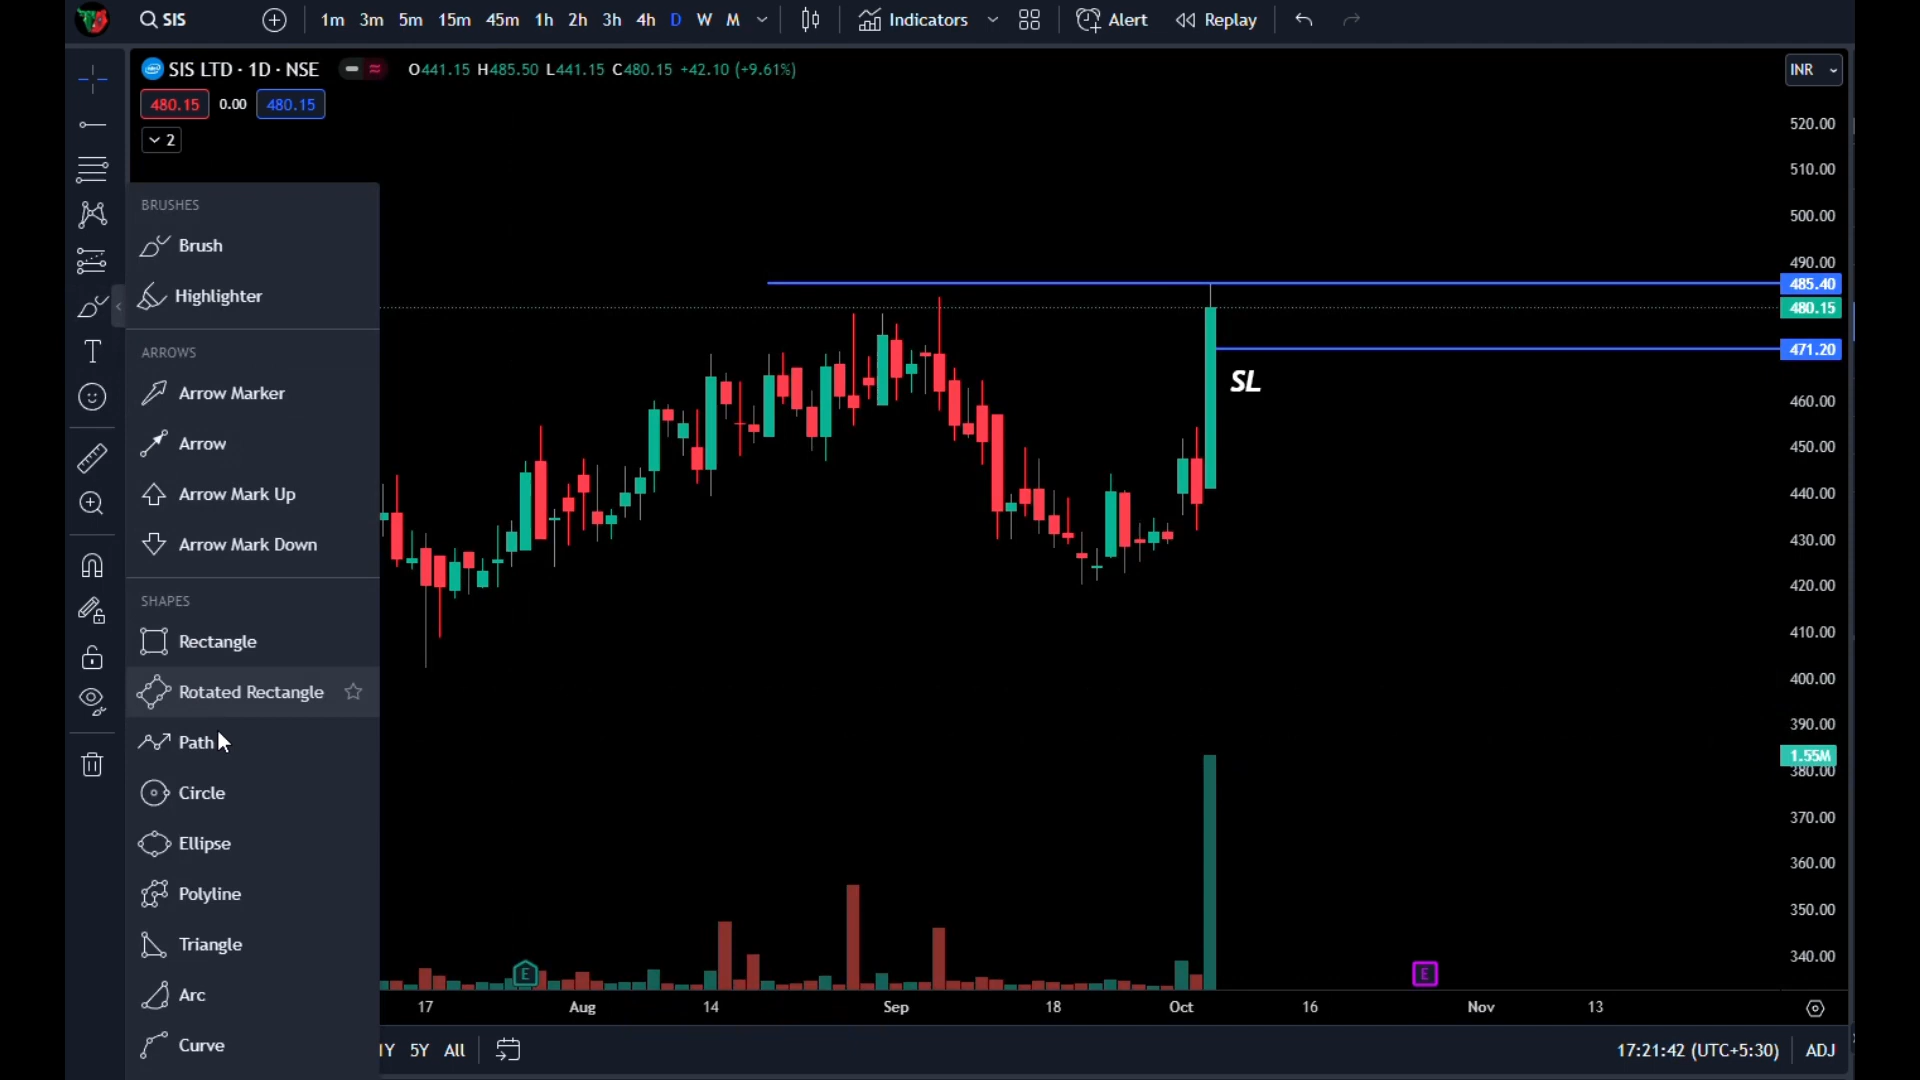 SIS 1m 3m 5m 15m 45m 1h 2h 3h 4h D W M Indicators Alert Replay
SIS LTD · 1D · NSE O441.15 H485.50 L441.15 C480.15 +42.10 (+9.61%) INR
480.15 0.00 480.15
2
520.00
510.00
500.00
490.00
485.40
480.15
471.20
460.00
450.00
440.00
430.00
420.00
410.00
400.00
390.00
1.55M
380.00
370.00
360.00
350.00
340.00
BRUSHES
Brush
Highlighter
ARROWS
Arrow Marker
Arrow
Arrow Mark Up
Arrow Mark Down
SHAPES
Rectangle
Rotated Rectangle
Path
Circle
Ellipse
Polyline
Triangle
Arc
Curve
SL
E E
17 Aug 14 Sep 18 Oct 16 Nov 13
1Y 5Y All 17:21:42 (UTC+5:30) ADJ